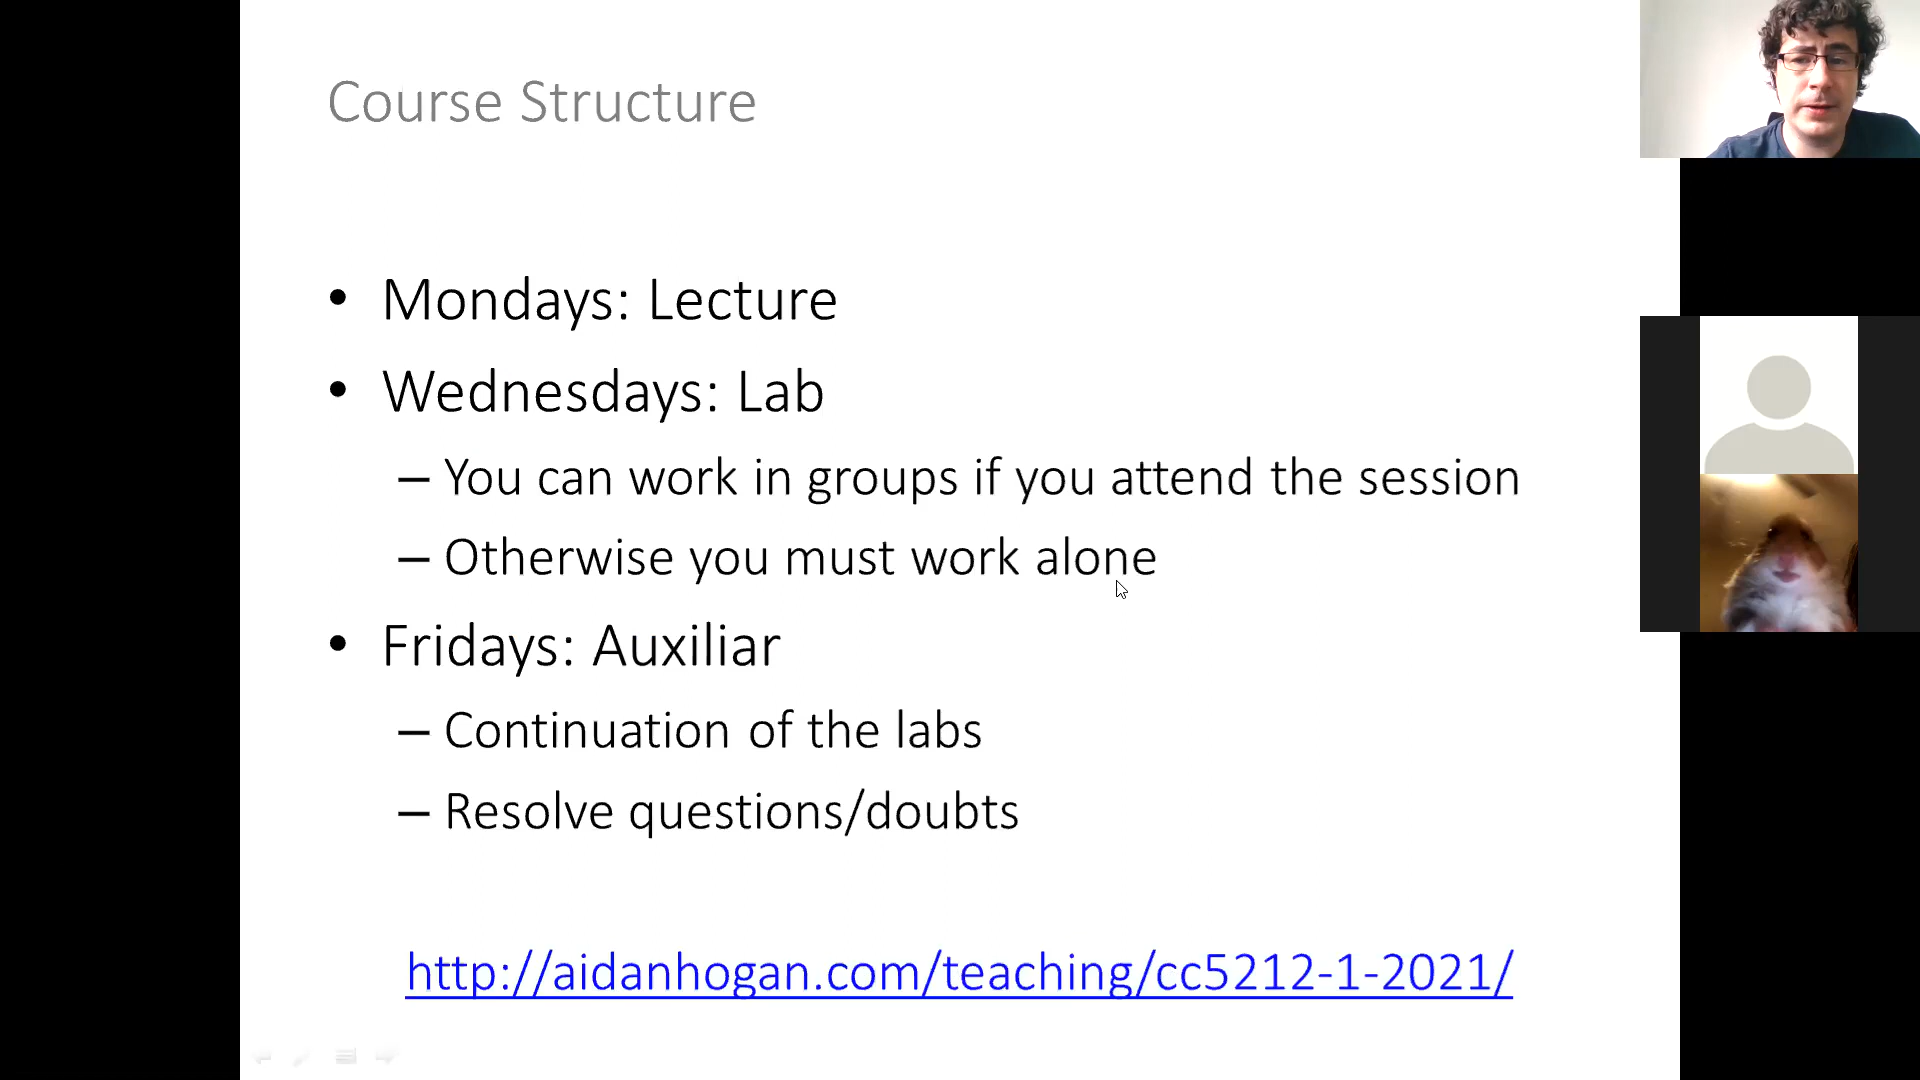 Course Structure
• Mondays: Lecture
• Wednesdays: Lab
– You can work in groups if you attend the session
– Otherwise you must work alone
• Fridays: Auxiliar
– Continuation of the labs
– Resolve questions/doubts
http://aidanhogan.com/teaching/cc5212-1-2021/